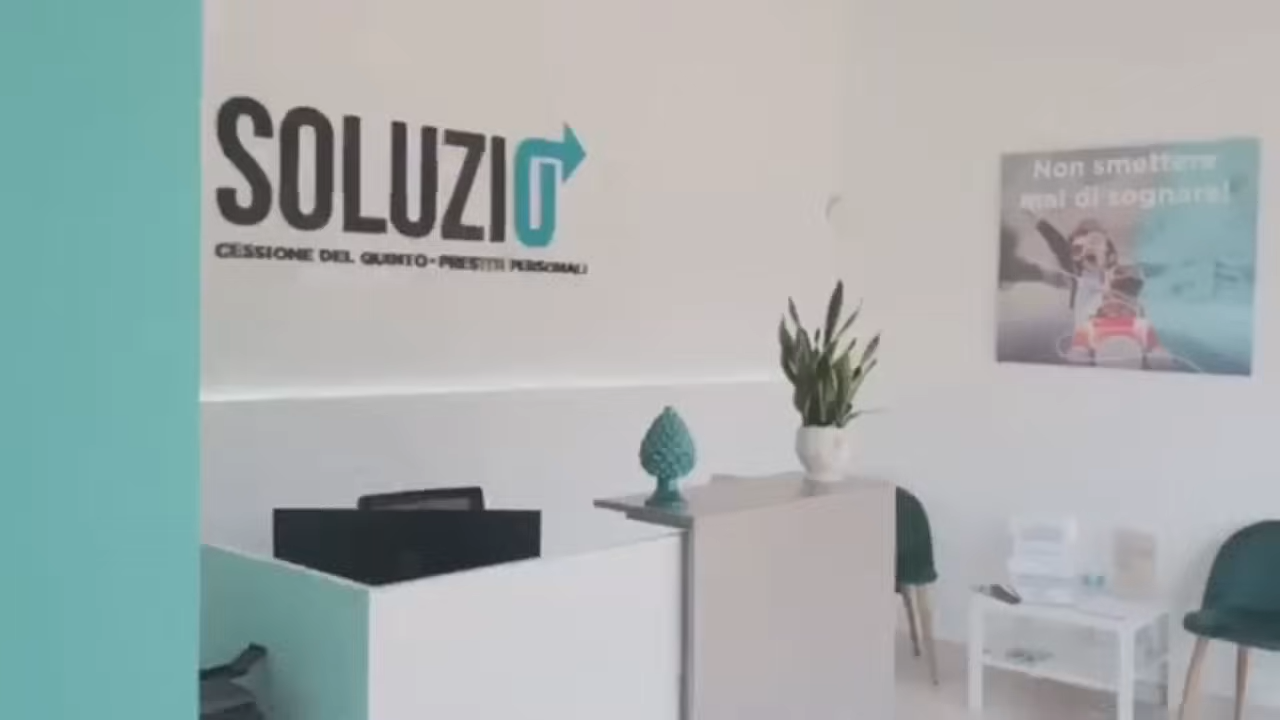 SOLUZIO
CESSIONE DEL QUINTO - PRESTITI PERSONALI
Non smettere
mai di sognare!